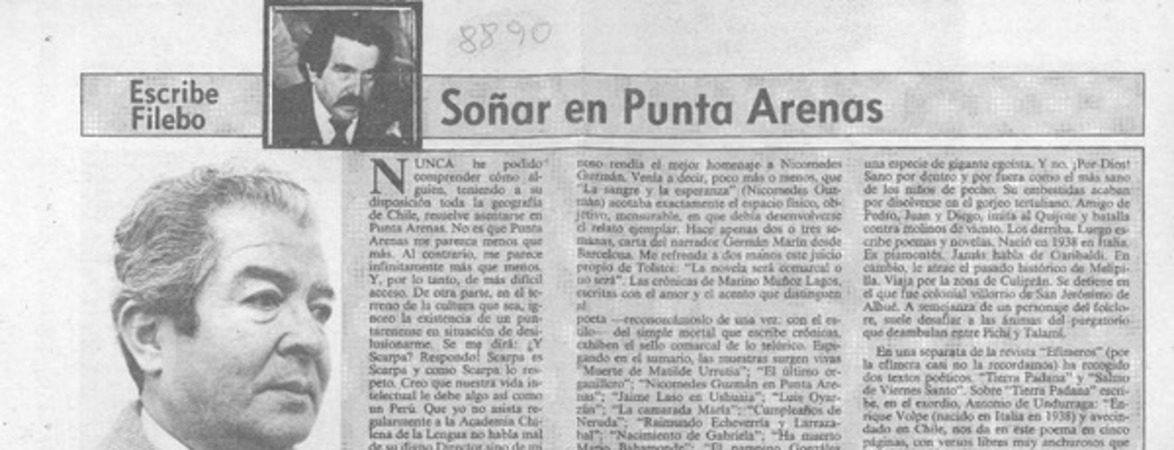 8890
Escribe
Filebo
Soñar en Punta Arenas
NUNCA he podido
comprender cómo al-
guien, teniendo a su
disposición toda la geografía
de Chile, resuelve asentarse en
Punta Arenas. No es que Punta
Arenas me parezca menos que
más. Al contrario, me parece
infinitamente más que menos.
Y, por lo tanto, de más difícil
acceso. De otra parte, en el te-
rreno de la cultura que sea, ig-
noro la existencia de un pun-
tarenense en situación de desi-
lusionarme. Se me dirá: ¿Y
Scarpa? Respondo! Scarpa es
Scarpa y como Scarpa lo res-
peto. Creo que nuestra vida in-
telectual le debe algo así como
un Perú. Que yo no asista re-
gularmente a la Academia Chi-
lena de la Lengua no habla mal
de su digno Director sino de mí
noso rendía el mejor homenaje a Nicomedes
Guzmán. Venía a decir, poco más o menos, que
"La sangre y la esperanza" (Nicomedes Guz-
mán) acotaba exactamente el espacio físico, ob-
jetivo, mensurable, en que debía desenvolverse
el relato ejemplar. Hace apenas dos o tres se-
manas, carta del narrador Germán Marín desde
Barcelona. Me refrenda a dos manos este juicio
propio de Tolstoi: "La novela será comarcal o
no será". Las crónicas de Marino Muñoz Lagos,
escritas con el amor y el acento que distinguen
al
poeta —reconozcámoslo de una vez: con el es-
tilo— del simple mortal que escribe crónicas,
exhiben el sello comarcal de lo telúrico. Espi-
gando en el sumario, las muestras surgen vivas
"Muerte de Matilde Urrutia"; "El último or-
ganillero"; "Nicomedes Guzmán en Punta Are-
nas"; "Jaime Laso en Ushuaia"; "Luis Oyar-
zún"; "La camarada María"; "Cumpleaños de
Neruda"; "Raimundo Echeverría y Larraza-
bal"; "Nacimiento de Gabriela"; "Ha muerto
Mario Bahamonde"; "El pampino González
una especie de gigante egoísta. Y no. ¡Por Dios!
Sano por dentro y por fuera como el más sano
de los niños de pecho. Su embestidas acaban
por disolverse en el gorjeo tertuliano. Amigo de
Pedro, Juan y Diego, imita al Quijote y batalla
contra molinos de viento. Los derriba. Luego es-
cribe poemas y novelas. Nació en 1938 en Italia.
Es piamontés. Jamás habla de Garibaldi. En
cambio, le atrae el pasado histórico de Melipi-
lla. Viaja por la zona de Culiprán. Se detiene en
el que fue colonial villorrio de San Jerónimo de
Alhué. A semejanza de un personaje del folclo-
re, suele desafiar a las ánimas del purgatorio
que deambulan entre Pichi y Talamí.
En una separata de la revista "Efímeros" (por
la efímera casi no la recordamos) ha recogido
dos textos poéticos. "Tierra Padana" y "Salmo
de Viernes Santo". Sobre "Tierra Padana" escri-
be, en el exordio, Antonio de Undurraga: "En-
rique Volpe (nacido en Italia en 1938) y avecin-
dado en Chile, nos da en este poema en cinco
páginas, con versos libres muy anchurosos que